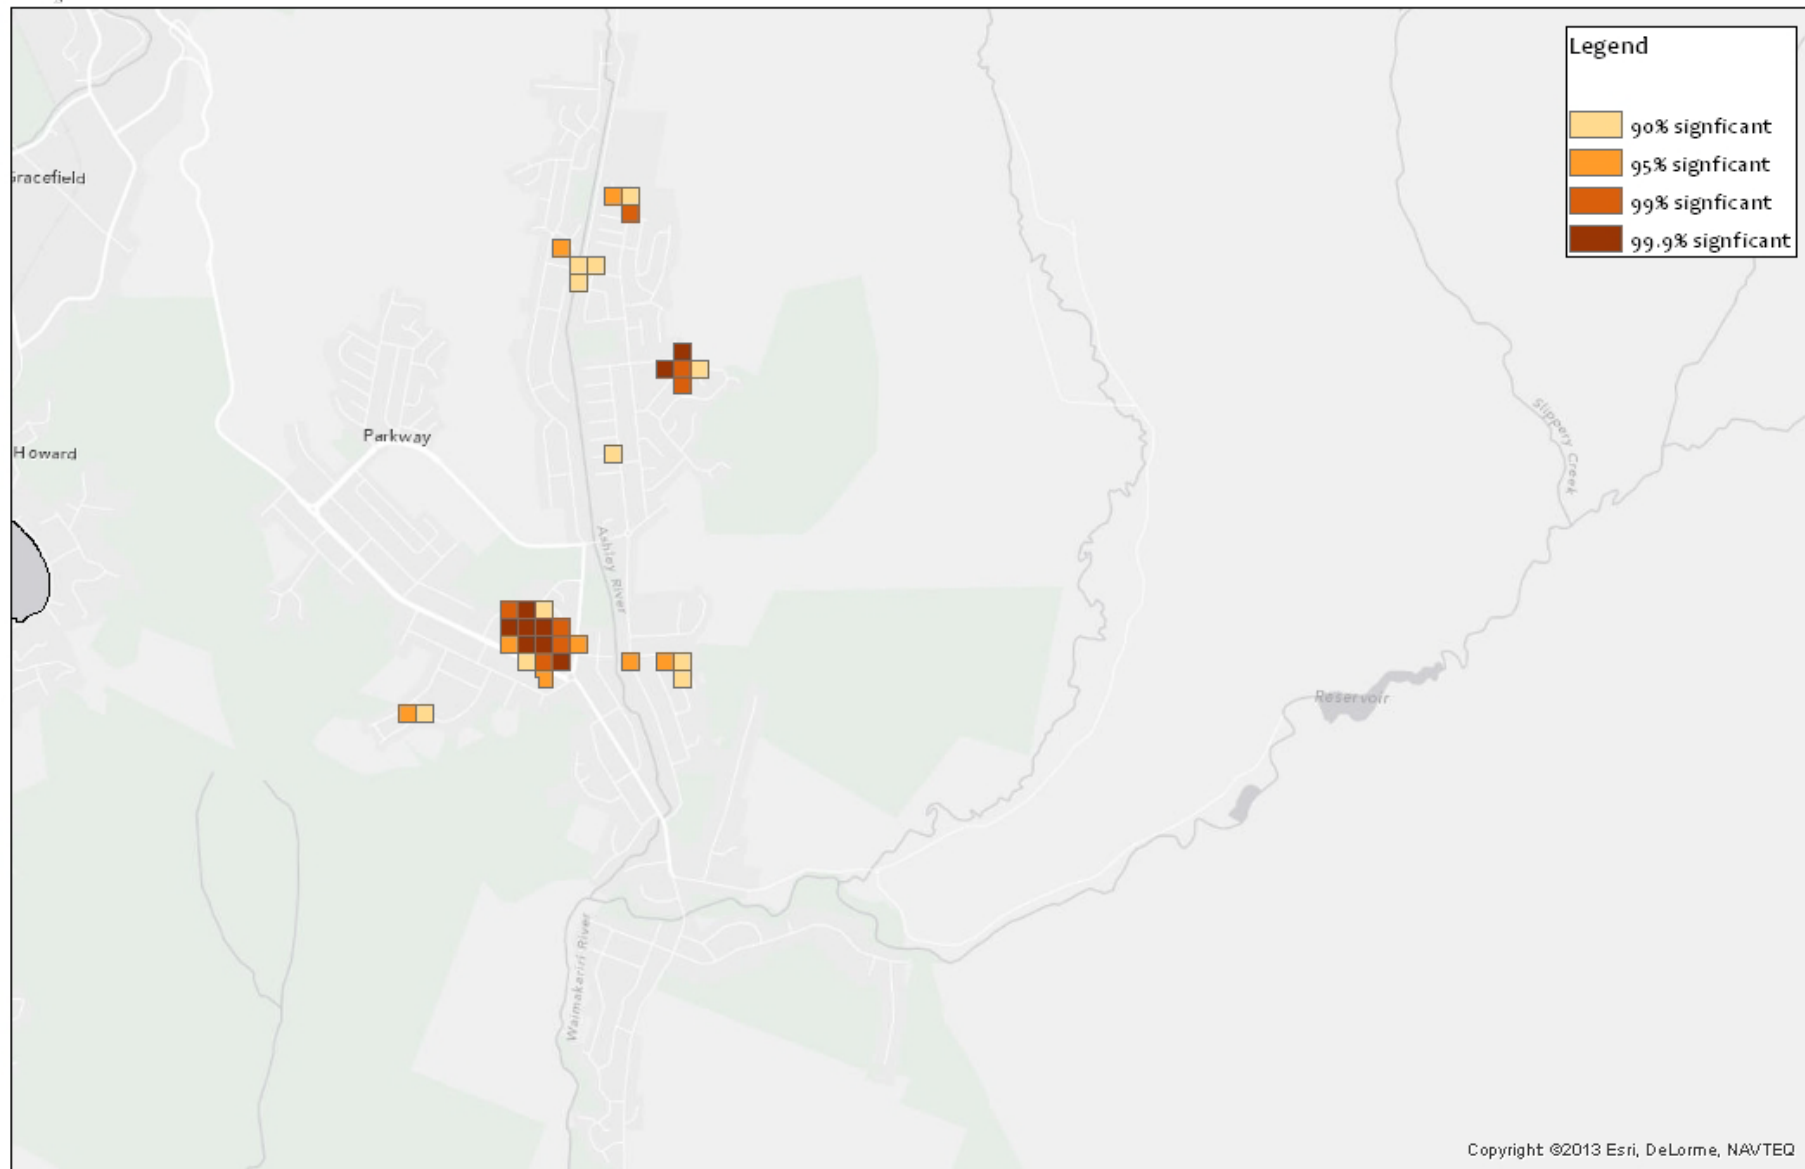 Legend
90% signficant
95% signficant
99% signficant
99.9% signficant
Gracefield
Parkway
Howard
Slippery Creek
Ashley River
Reservoir
Waimakariri River
Copyright ©2013 Esri, DeLorme, NAVTEQ